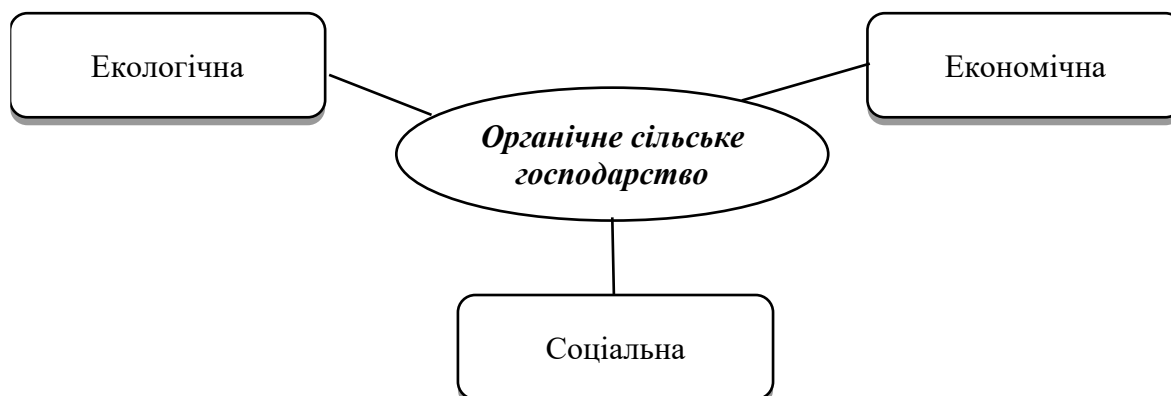 Екологічна
Економічна
Органічне сільське
господарство
Соціальна